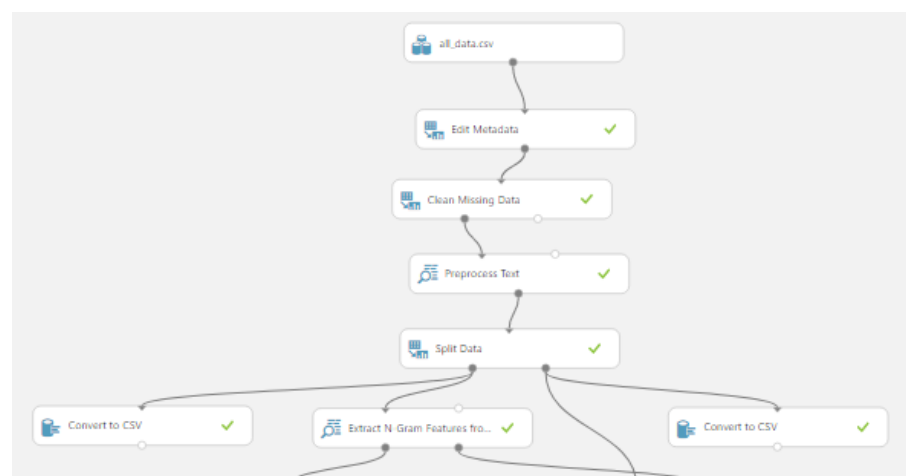 all_data.csv
Edit Metadata
Clean Missing Data
Preprocess Text
Split Data
Convert to CSV
Extract N-Gram Features fro...
Convert to CSV